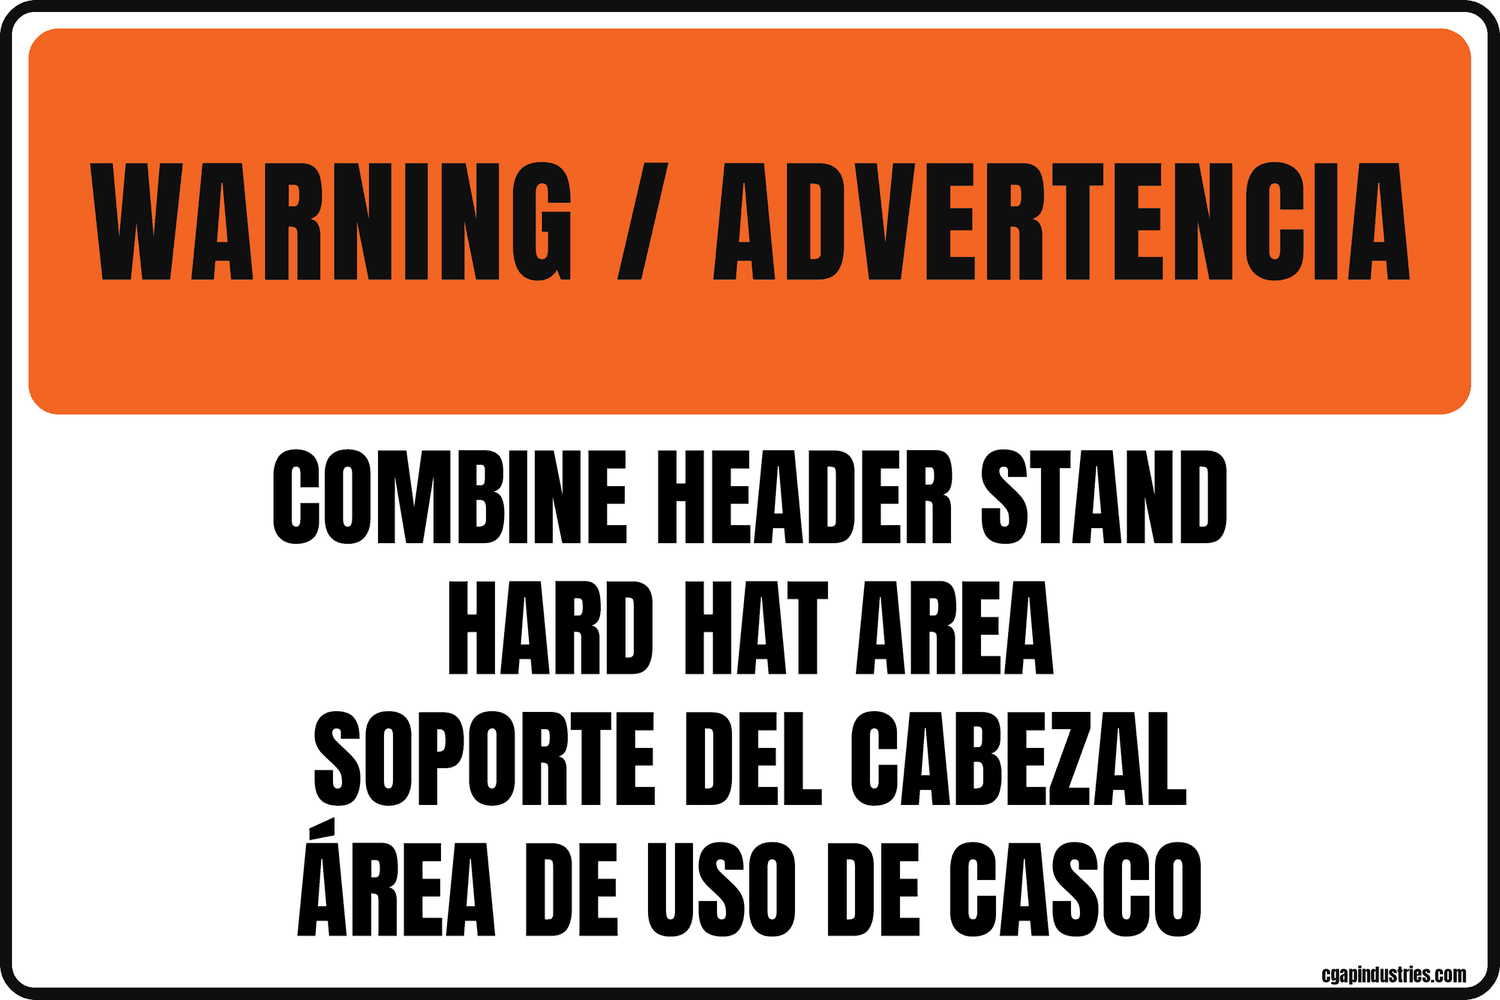 WARNING / ADVERTENCIA
COMBINE HEADER STAND
HARD HAT AREA
SOPORTE DEL CABEZAL
ÁREA DE USO DE CASCO
cgapindustries.com